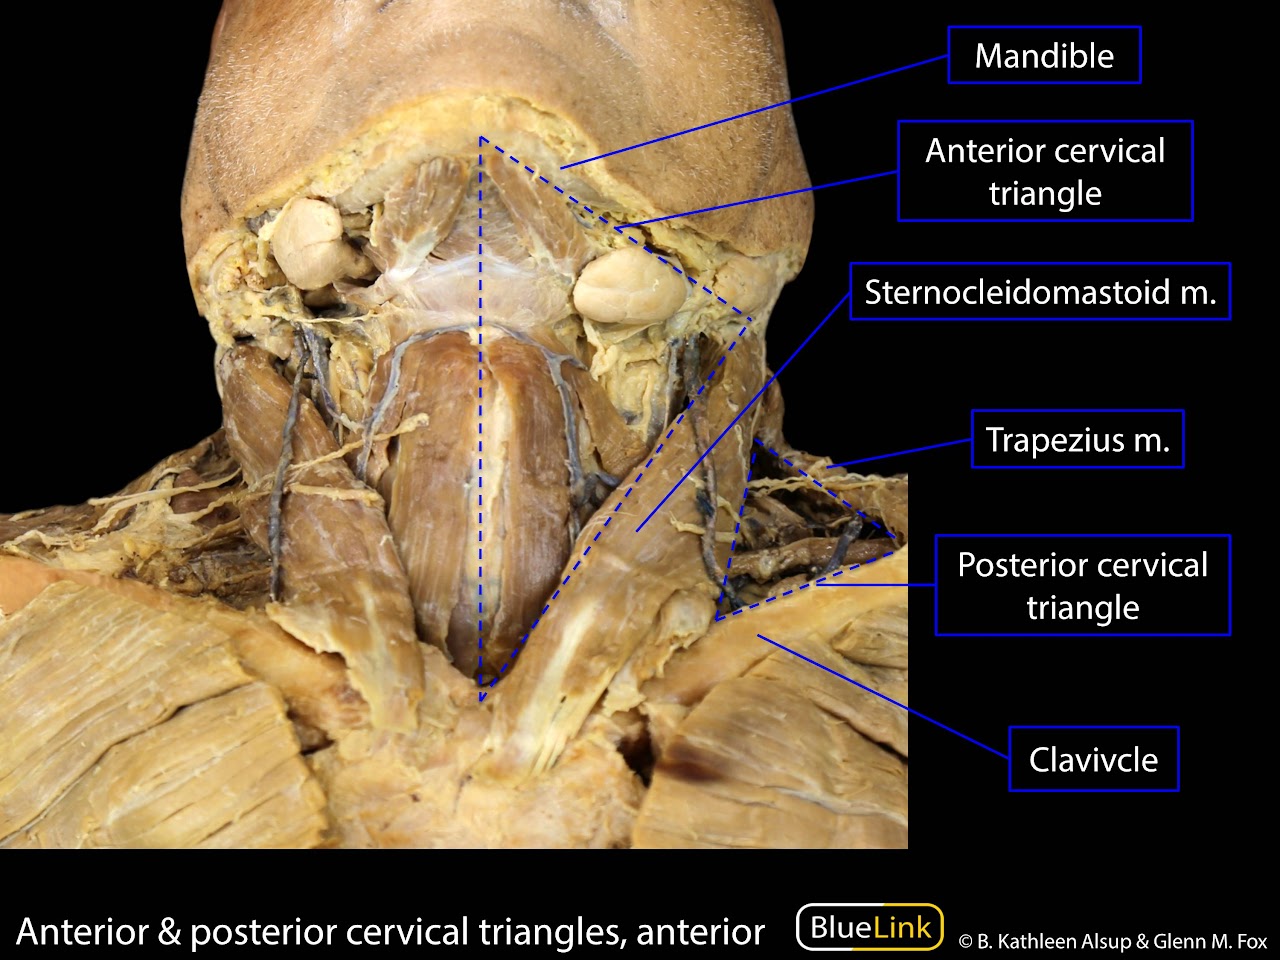 Mandible
Anterior cervical
triangle
Sternocleidomastoid m.
Trapezius m.
Posterior cervical
triangle
Clavivcle
Anterior & posterior cervical triangles, anterior
BlueLink
© B. Kathleen Alsup & Glenn M. Fox